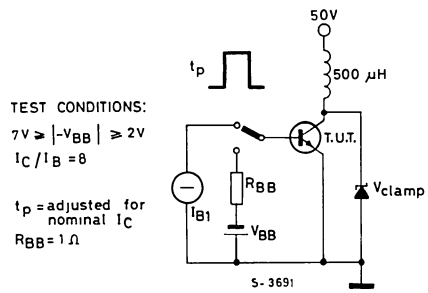 50V
tp
500 μH
TEST CONDITIONS:
7V ≥ |-VBB| ≥ 2V
IC/IB = 8
tp = adjusted for
nominal IC
RBB = 1 Ω
T.U.T.
RBB
IB1
VBB
Vclamp
S-3691